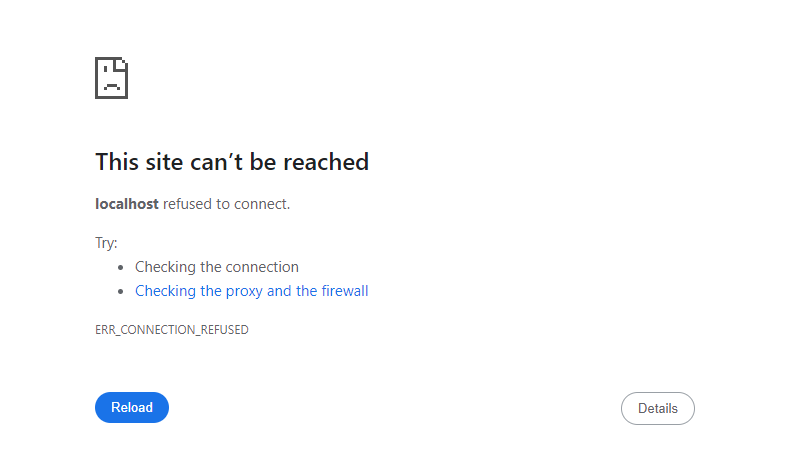 This site can’t be reached
localhost refused to connect.
Try:
Checking the connection
Checking the proxy and the firewall
ERR_CONNECTION_REFUSED
Reload
Details